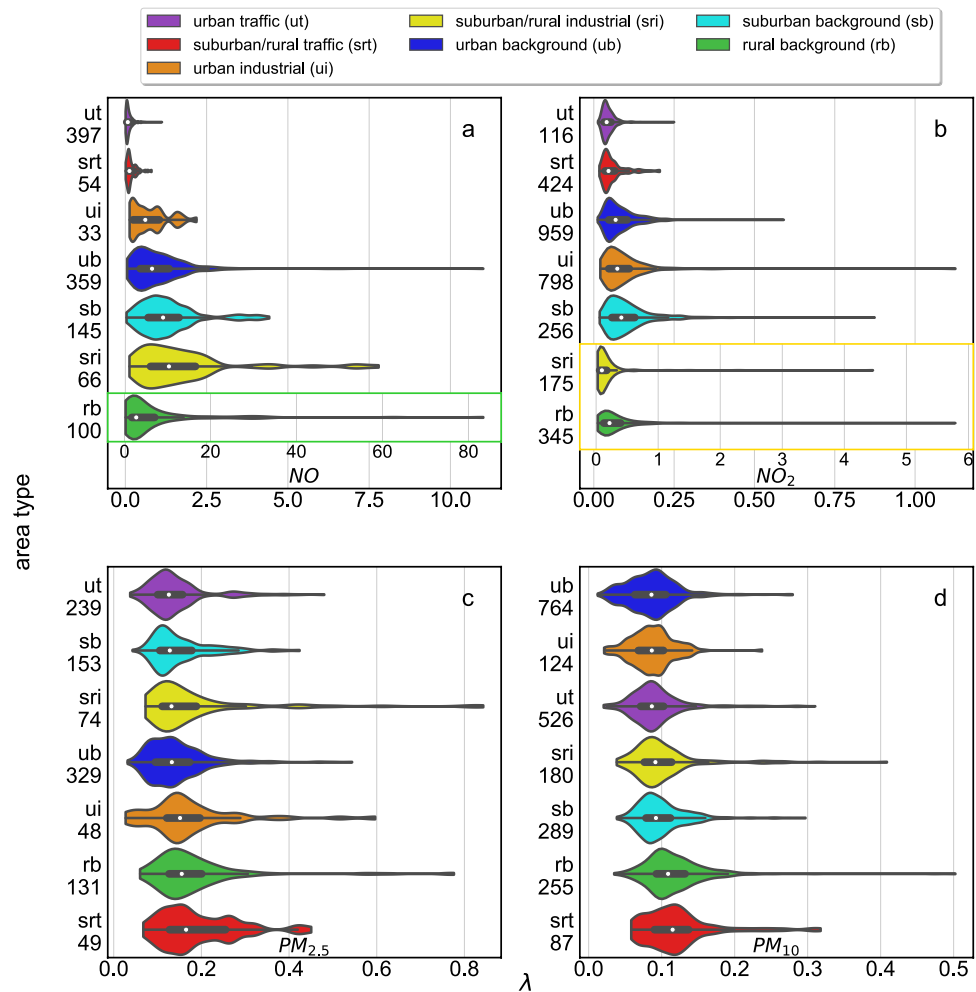 urban traffic (ut)
suburban/rural traffic (srt)
urban industrial (ui)
suburban/rural industrial (sri)
urban background (ub)
suburban background (sb)
rural background (rb)
area type
a
ut
397
srt
54
ui
33
ub
359
sb
145
sri
66
rb
100
0 20 40 60 80
NO
0.0 2.5 5.0 7.5 10.0
b
ut
116
srt
424
ub
959
ui
798
sb
256
sri
175
rb
345
0 1 2 3 4 5 6
NO₂
0.00 0.25 0.50 0.75 1.00
c
ut
239
sb
153
sri
74
ub
329
ui
48
rb
131
srt
49
PM₂.₅
0.0 0.2 0.4 0.6 0.8
d
ub
764
ui
124
ut
526
sri
180
sb
289
rb
255
srt
87
PM₁₀
0.0 0.1 0.2 0.3 0.4 0.5
λ